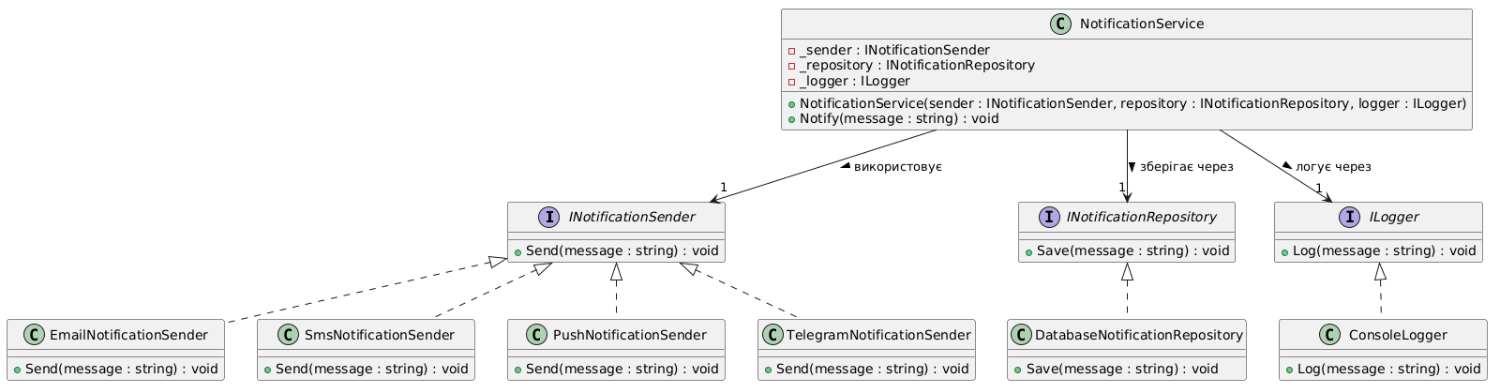 C NotificationService
_sender : INotificationSender
_repository : INotificationRepository
_logger : ILogger
NotificationService(sender : INotificationSender, repository : INotificationRepository, logger : ILogger)
Notify(message : string) : void
використовує
зберігає через
логує через
1
1
1
I INotificationSender
Send(message : string) : void
I INotificationRepository
Save(message : string) : void
I ILogger
Log(message : string) : void
C EmailNotificationSender
Send(message : string) : void
C SmsNotificationSender
Send(message : string) : void
C PushNotificationSender
Send(message : string) : void
C TelegramNotificationSender
Send(message : string) : void
C DatabaseNotificationRepository
Save(message : string) : void
C ConsoleLogger
Log(message : string) : void